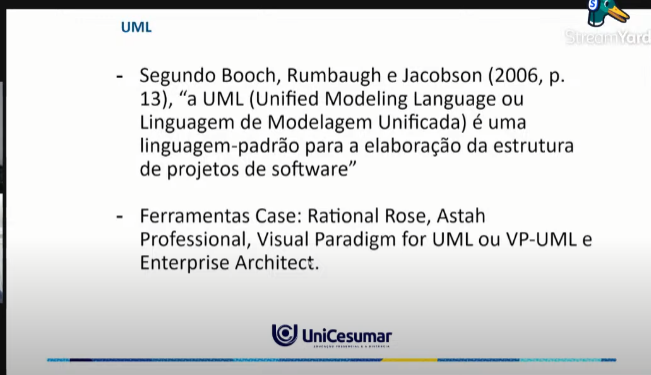 UML
StreamYard
- Segundo Booch, Rumbaugh e Jacobson (2006, p.
13), “a UML (Unified Modeling Language ou
Linguagem de Modelagem Unificada) é uma
linguagem-padrão para a elaboração da estrutura
de projetos de software”
- Ferramentas Case: Rational Rose, Astah
Professional, Visual Paradigm for UML ou VP-UML e
Enterprise Architect.
UniCesumar